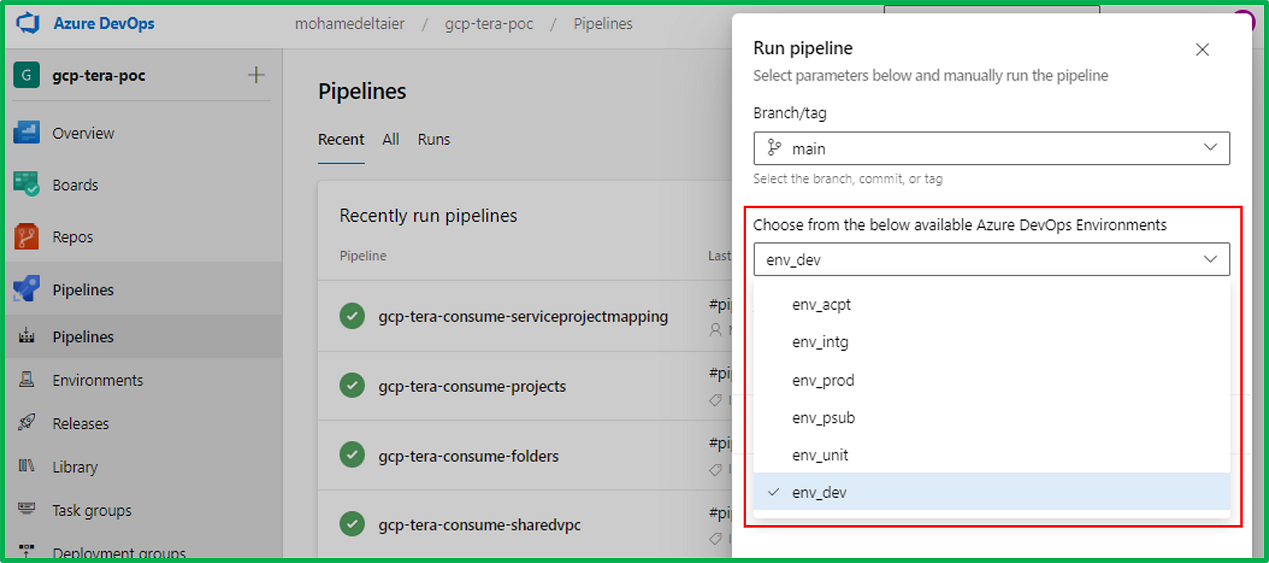 Azure DevOps
mohamedeltaier / gcp-tera-poc / Pipelines
G gcp-tera-poc
Overview
Boards
Repos
Pipelines
Pipelines
Environments
Releases
Library
Task groups
Deployment groups
Pipelines
Recent All Runs
Recently run pipelines
Pipeline Last
gcp-tera-consume-serviceprojectmapping
gcp-tera-consume-projects
gcp-tera-consume-folders
gcp-tera-consume-sharedvpc
Run pipeline
Select parameters below and manually run the pipeline
Branch/tag
main
Select the branch, commit, or tag
Choose from the below available Azure DevOps Environments
env_dev
env_acpt
env_intg
env_prod
env_psub
env_unit
env_dev